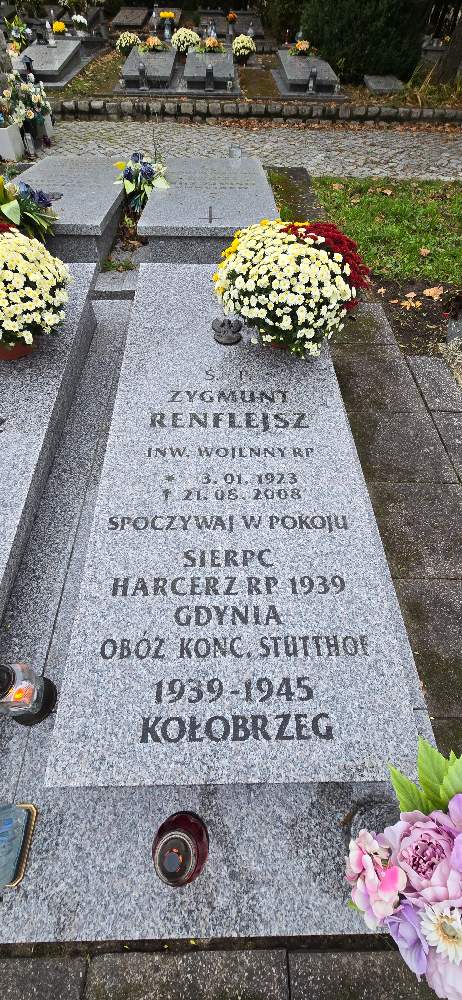 Ś. P.
ZYGMUNT
RENFLEJSZ
INW. WOJENNY RP
* 3. 01. 1923
† 21. 08. 2008
SPOCZYWAJ W POKOJU
SIERPC
HARCERZ RP 1939
GDYNIA
OBÓZ KONC. STUTTHOF
1939-1945
KOŁOBRZEG